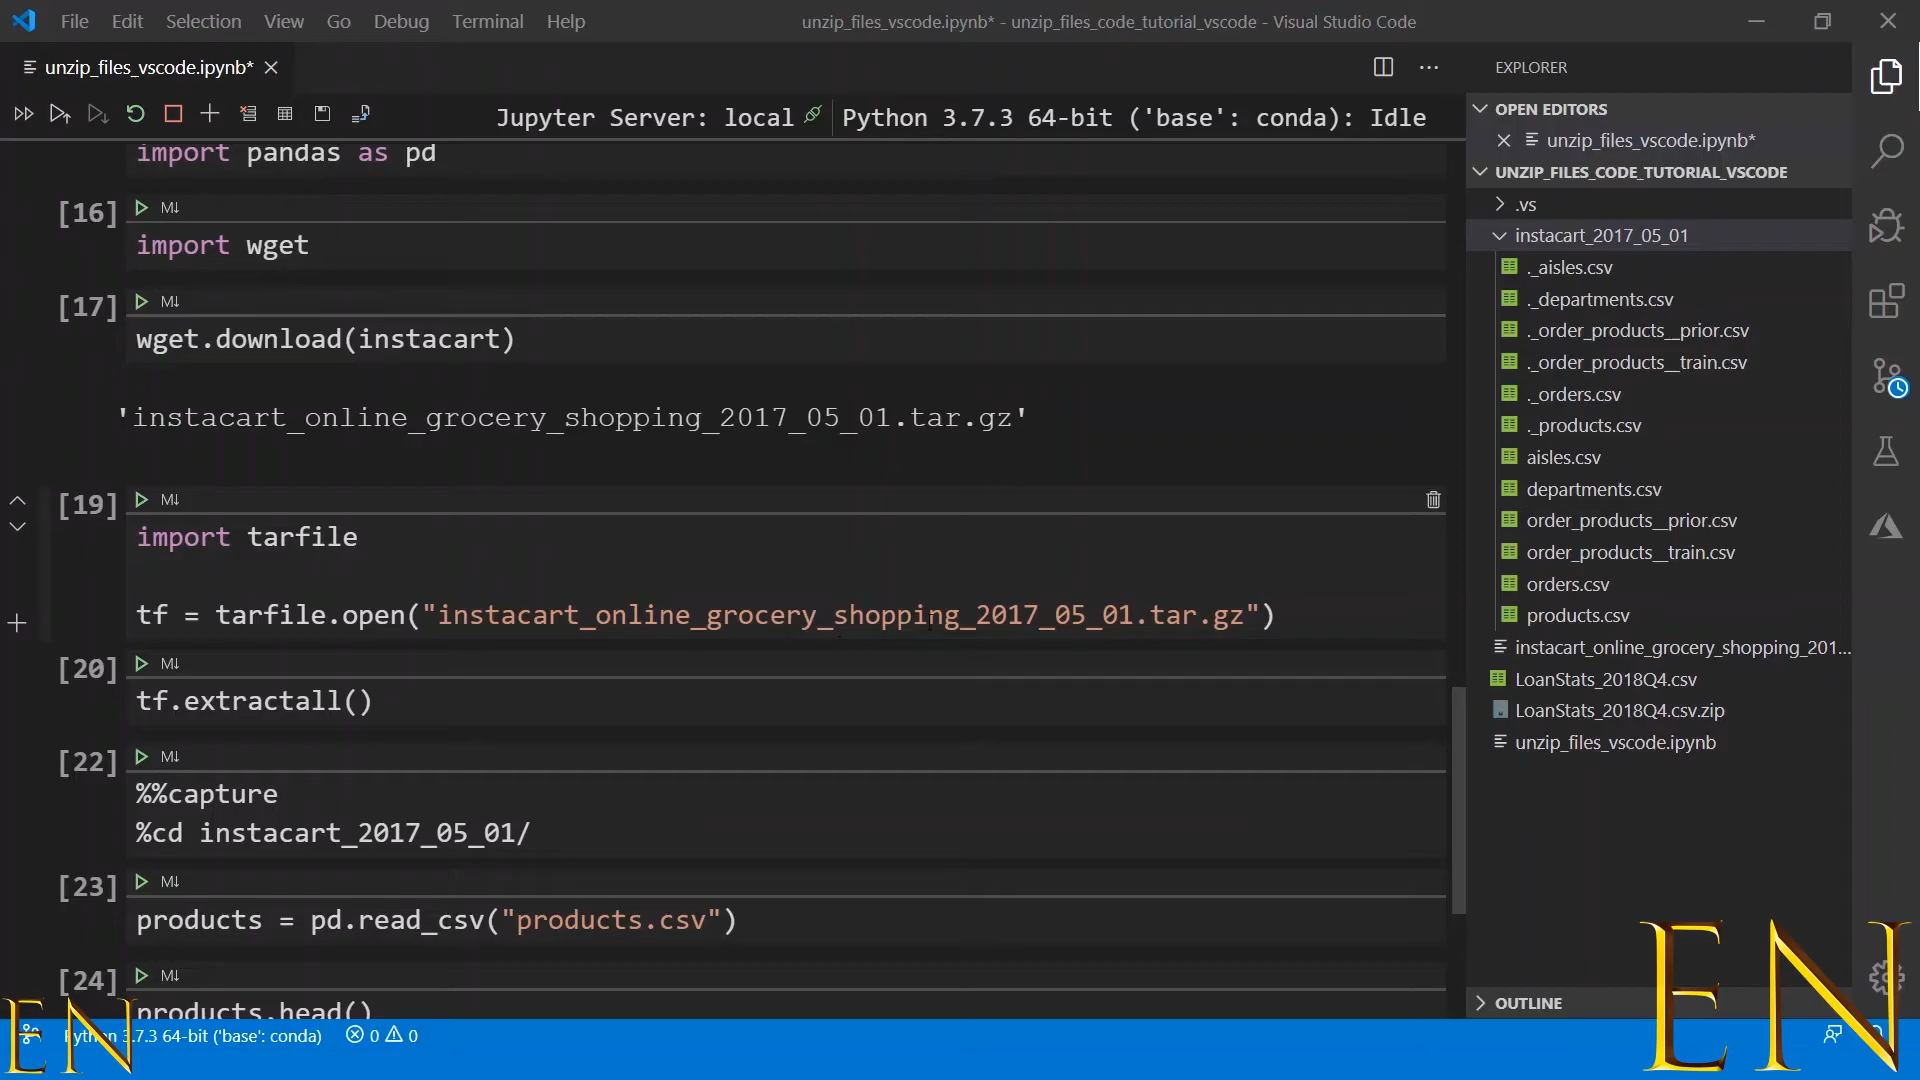 File Edit Selection View Go Debug Terminal Help
unzip_files_vscode.ipynb* - unzip_files_code_tutorial_vscode - Visual Studio Code
unzip_files_vscode.ipynb*
Jupyter Server: local
Python 3.7.3 64-bit ('base': conda): Idle
import pandas as pd
[16]
M↓
import wget
[17]
M↓
wget.download(instacart)
'instacart_online_grocery_shopping_2017_05_01.tar.gz'
[19]
M↓
import tarfile
tf = tarfile.open("instacart_online_grocery_shopping_2017_05_01.tar.gz")
[20]
M↓
tf.extractall()
[22]
M↓
%%capture
%cd instacart_2017_05_01/
[23]
M↓
products = pd.read_csv("products.csv")
[24]
M↓
products.head()
EXPLORER
OPEN EDITORS
unzip_files_vscode.ipynb*
UNZIP_FILES_CODE_TUTORIAL_VSCODE
.vs
instacart_2017_05_01
._aisles.csv
._departments.csv
._order_products__prior.csv
._order_products__train.csv
._orders.csv
._products.csv
aisles.csv
departments.csv
order_products__prior.csv
order_products__train.csv
orders.csv
products.csv
instacart_online_grocery_shopping_201...
LoanStats_2018Q4.csv
LoanStats_2018Q4.csv.zip
unzip_files_vscode.ipynb
OUTLINE
Python 3.7.3 64-bit ('base': conda)
0
0
EN
EN